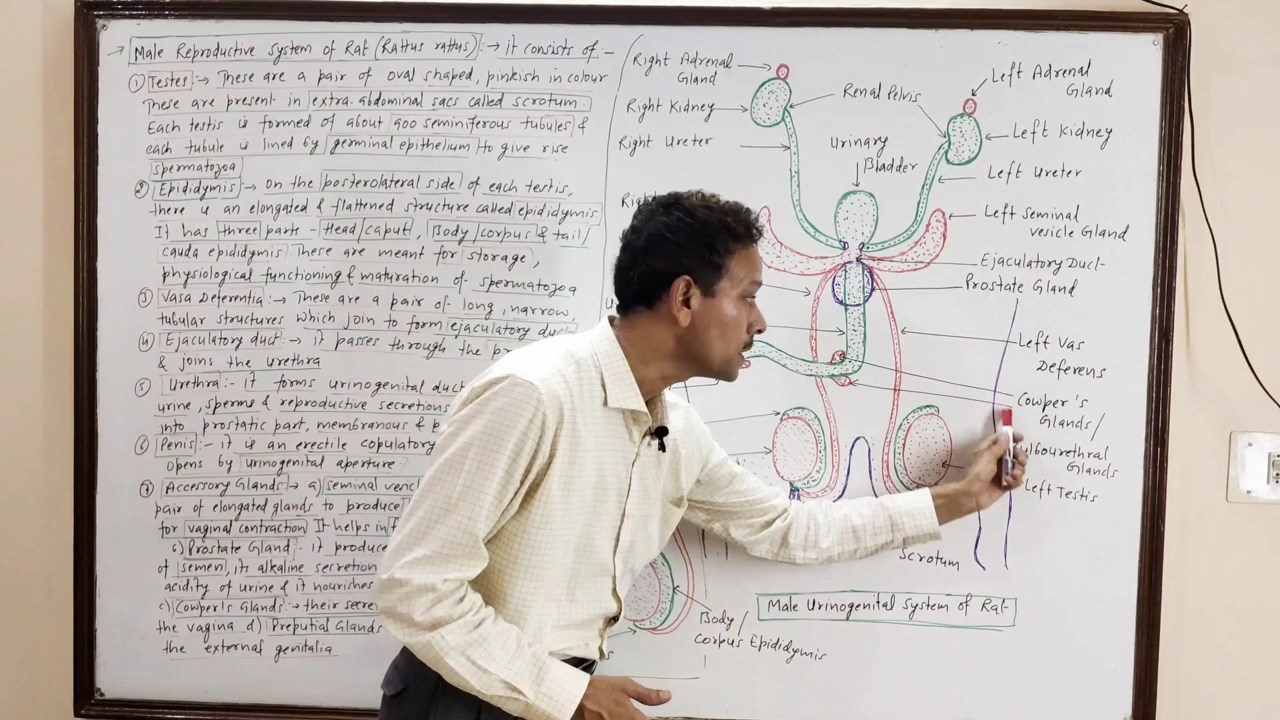 → Male Reproductive System of Rat (Rattus rattus) :→ it consists of :-
① Testes :→ These are a pair of oval shaped, pinkish in colour
These are present in extra abdominal sacs called scrotum.
Each testis is formed of about 900 seminiferous tubules &
each tubule is lined by germinal epithelium to give rise
spermatozoa
② Epididymis → On the posterolateral side of each testis,
there is an elongated & flattened structure called epididymis
It has three parts - Head/caput, Body/corpus & tail/
cauda epididymis These are meant for storage,
physiological functioning & maturation of spermatozoa
③ Vasa Deferentia :→ These are a pair of long, narrow,
tubular structures which join to form ejaculatory duct
④ Ejaculatory duct :→ it passes through the
& joins the urethra
⑤ Urethra :- it forms urinogenital duct
urine, sperms & reproductive secretions
into prostatic part, membranous &
⑥ Penis :- it is an erectile copulatory
opens by urinogenital aperture
⑦ Accessory Glands :→ a) seminal
pair of elongated glands to produce
for vaginal contraction It helps in
Prostate Gland :- it produce
of semen, its alkaline secretion
acidity of urine & it nourishes
c) Cowper's Glands :→ their
the vagina d) Preputial Glands
the external genitalia
Right Adrenal
Gland
Right Kidney
Right Ureter
Renal Pelvis
Urinary
Bladder
Left Adrenal
Gland
Left Kidney
Left Ureter
Left Seminal
vesicle Gland
Ejaculatory Duct
Prostate Gland
Left Vas
Deferens
Cowper's
Glands/
Glands
Left Testis
Scrotum
Male Urinogenital System of Rat
Body/
Corpus Epididymis